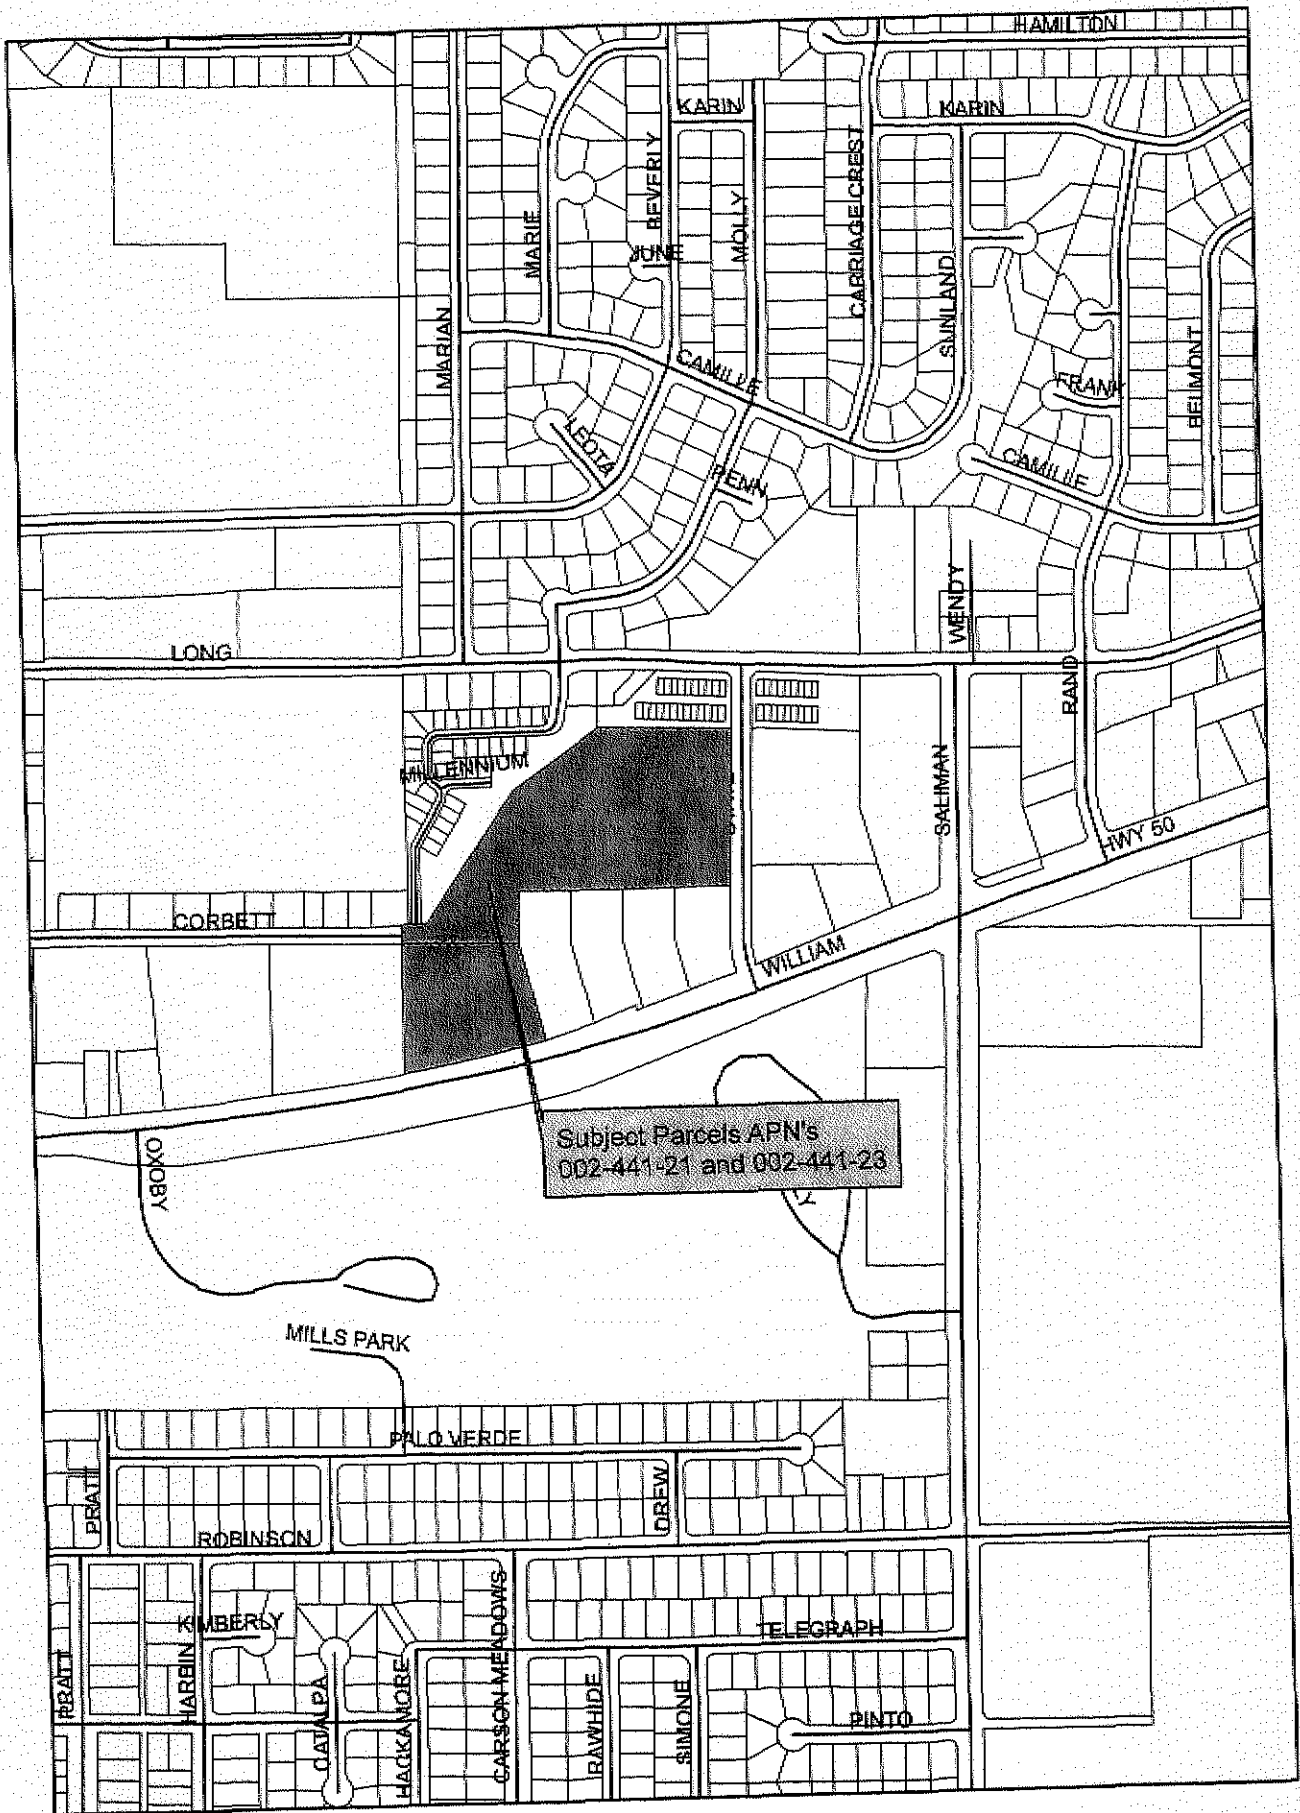 HAMILTON
KARIN
KARIN
BEVERLY
CARRIAGE CREST
MOLLY
MARIE
JUNE
SUNLAND
MARIAN
CAMILLE
FRANK
BELMONT
LEOTA
CAMILLE
PENN
WENDY
LONG
RAND
MILLENNIUM
SALIMAN
HWY 50
CORBETT
WILLIAM
Subject Parcels APN's
002-441-21 and 002-441-23
OXOBY
MILLS PARK
PALO VERDE
PRATT
DREW
ROBINSON
KIMBERLY
TELEGRAPH
PRATT
HARBIN
CATALPA
HACKAMORE
CARSON MEADOWS
RAWHIDE
SIMONE
PINTO